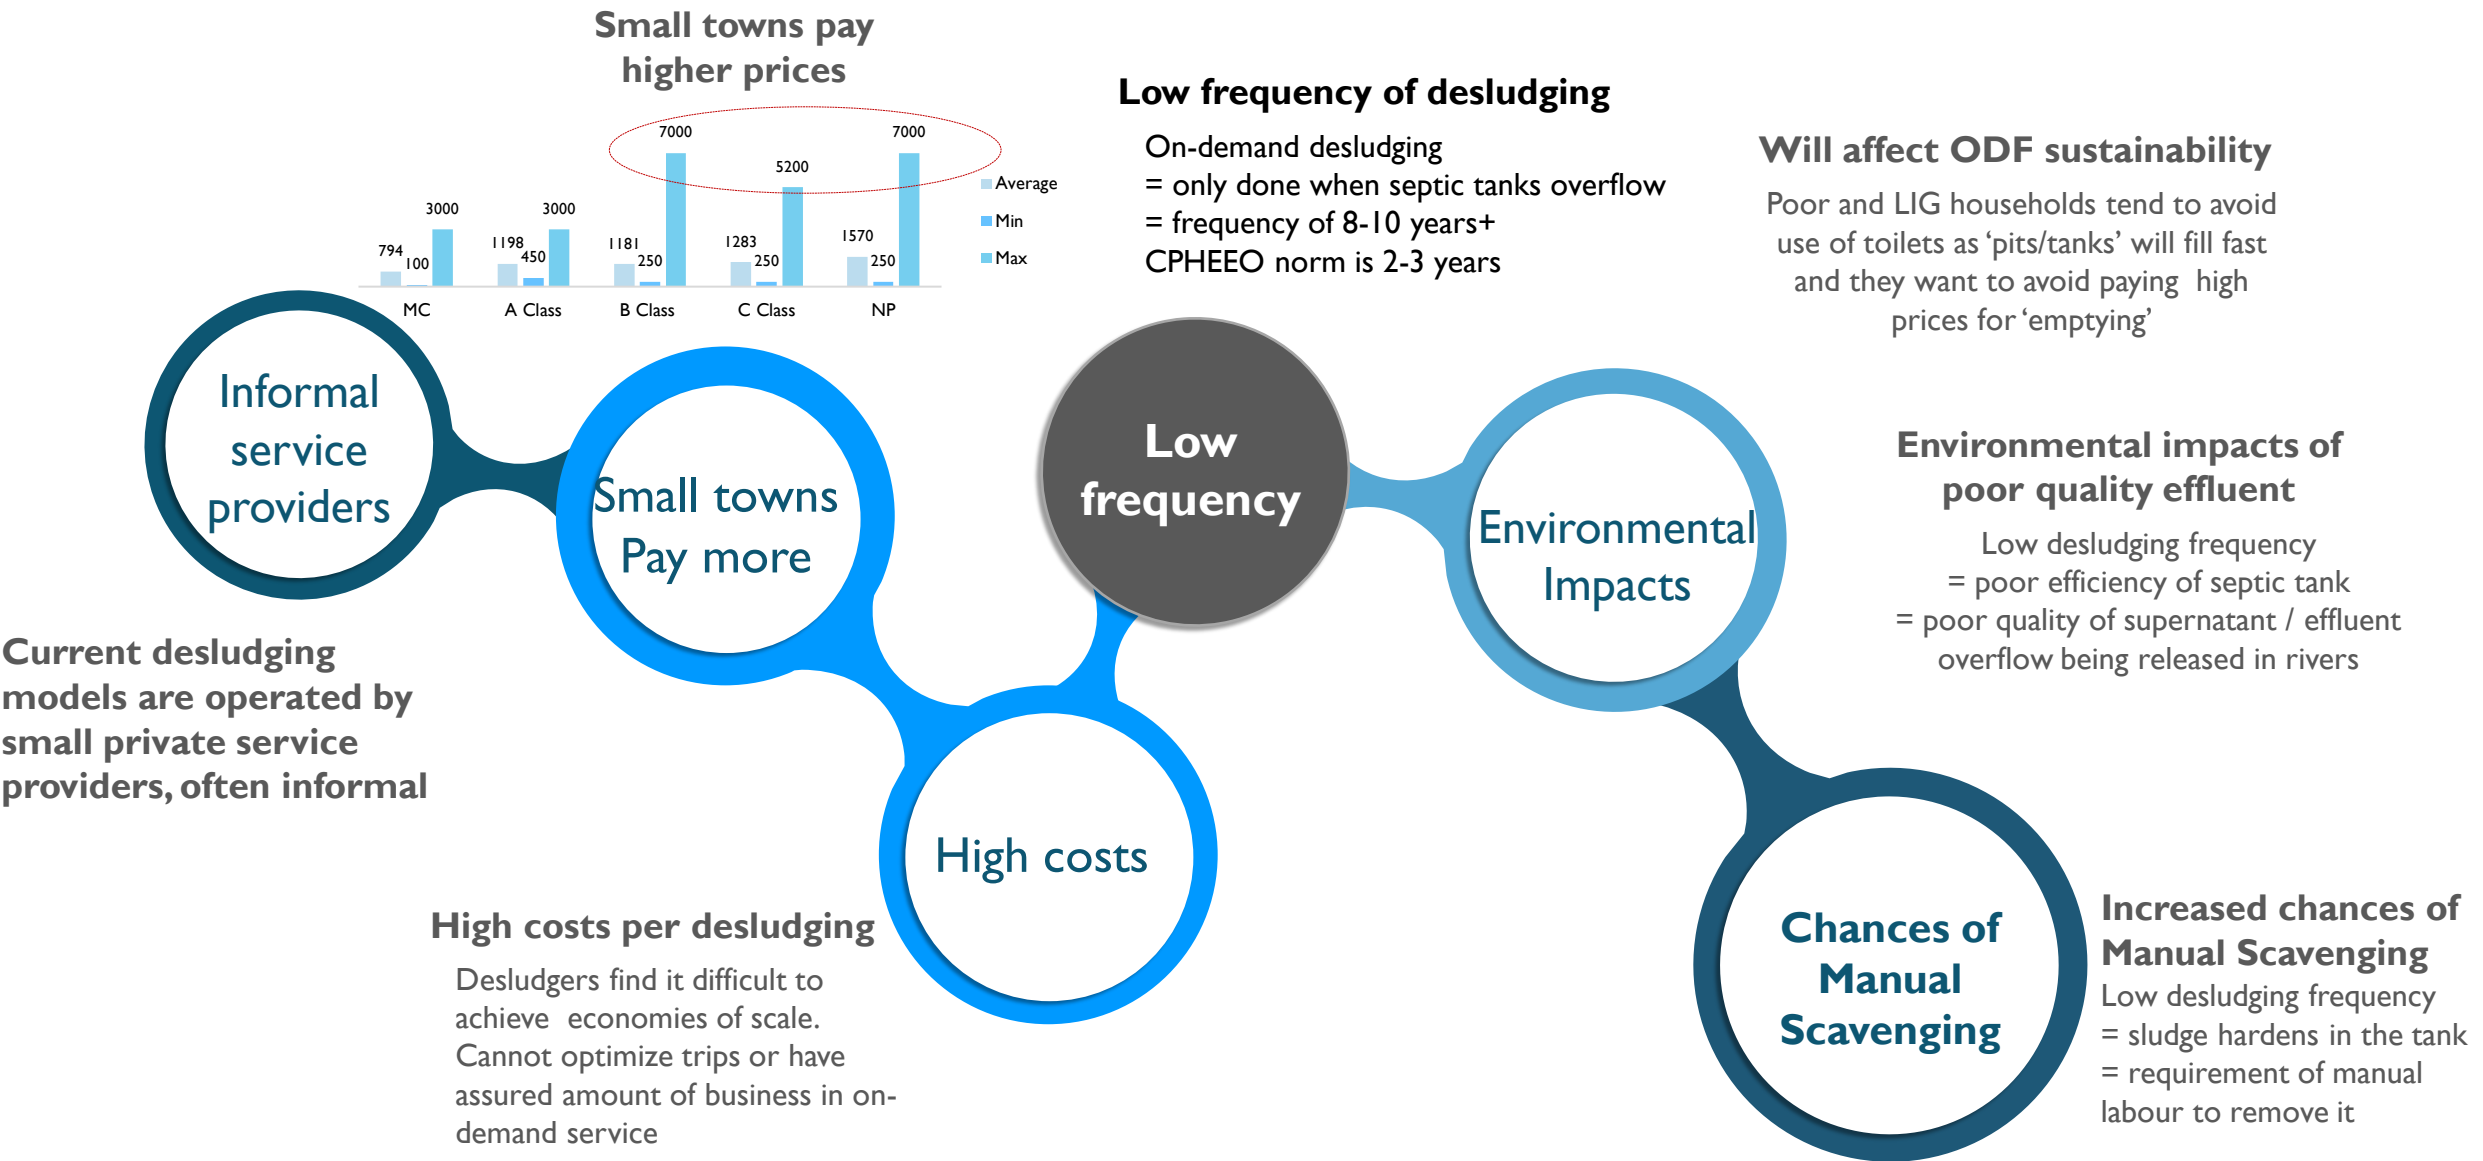 Small towns pay
higher prices
7000
7000
5200
3000
3000
794
100
1198
450
1181
250
1283
250
1570
250
MC
A Class
B Class
C Class
NP
Average
Min
Max
Low frequency of desludging
On-demand desludging
= only done when septic tanks overflow
= frequency of 8-10 years+
CPHEEO norm is 2-3 years
Will affect ODF sustainability
Poor and LIG households tend to avoid
use of toilets as ‘pits/tanks’ will fill fast
and they want to avoid paying  high
prices for ‘emptying’
Informal
service
providers
Small towns
Pay more
Low
frequency
Environmental
Impacts
Environmental impacts of
poor quality effluent
Low desludging frequency
= poor efficiency of septic tank
= poor quality of supernatant / effluent
overflow being released in rivers
Current desludging
models are operated by
small private service
providers, often informal
High costs
High costs per desludging
Desludgers find it difficult to
achieve  economies of scale.
Cannot optimize trips or have
assured amount of business in on-
demand service
Chances of
Manual
Scavenging
Increased chances of
Manual Scavenging
Low desludging frequency
= sludge hardens in the tank
= requirement of manual
labour to remove it